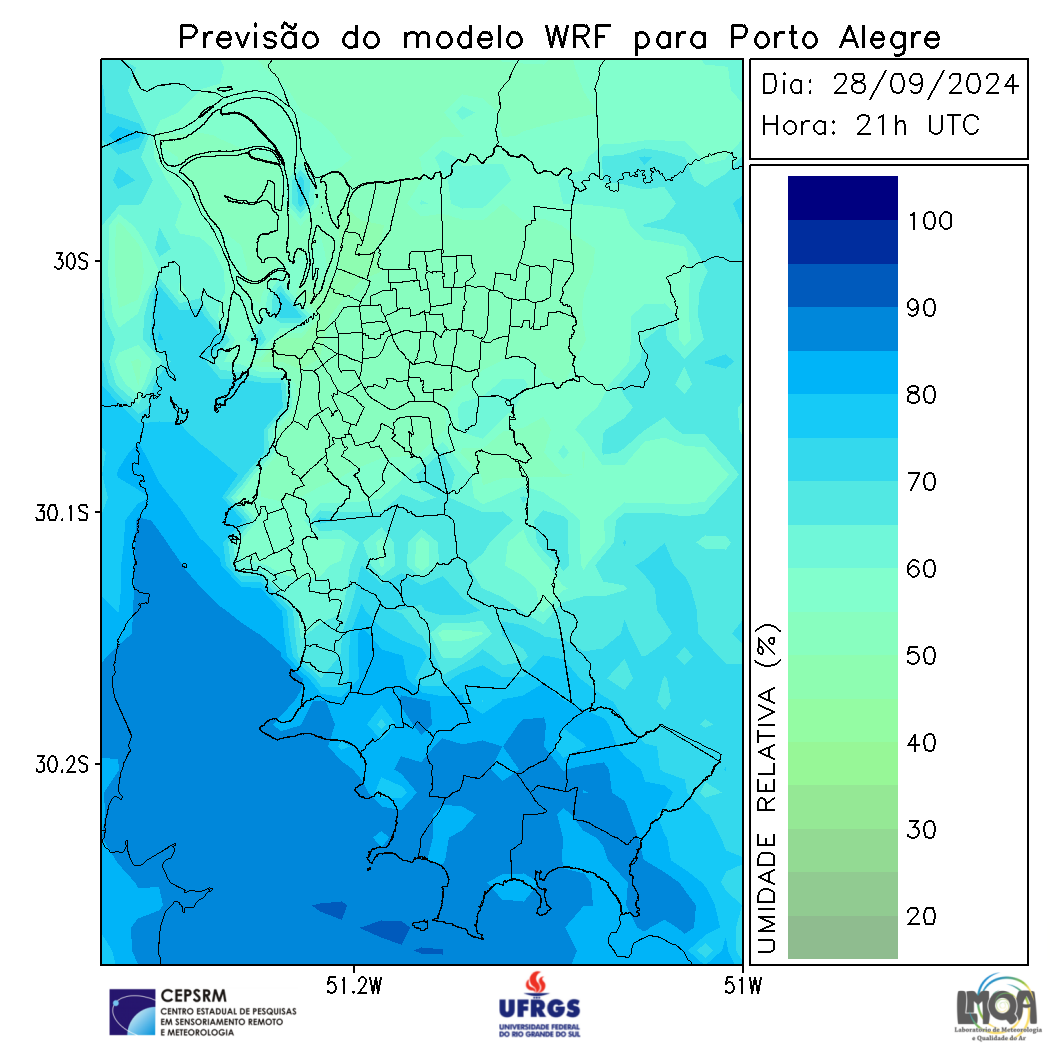 Previsão do modelo WRF para Porto Alegre
Dia: 28/09/2024
Hora: 21h UTC
30S
30.1S
30.2S
51.2W
51W
UMIDADE RELATIVA (%)
100
90
80
70
60
50
40
30
20
CEPSRM
CENTRO ESTADUAL DE PESQUISAS
EM SENSORIAMENTO REMOTO
E METEOROLOGIA
UFRGS
UNIVERSIDADE FEDERAL
DO RIO GRANDE DO SUL
LMQA
Laboratório de Meteorologia
e Qualidade do Ar